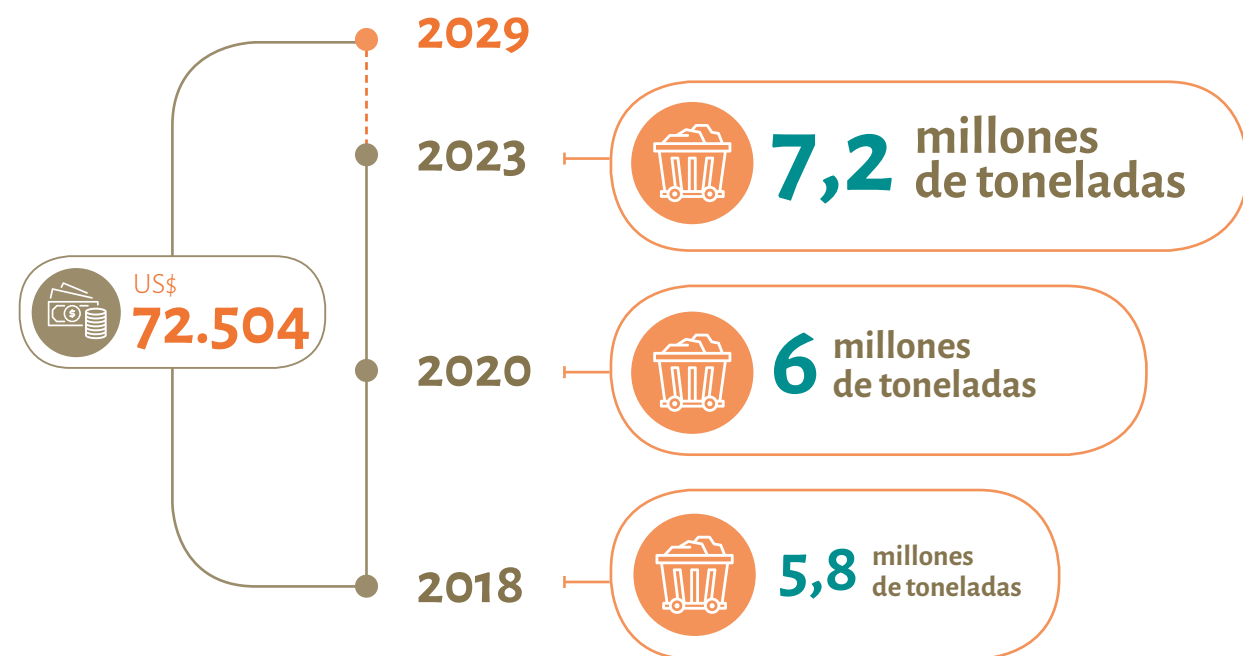 2029
2023
7,2
millones
de toneladas
US$
72.504
2020
6
millones
de toneladas
2018
5,8
millones
de toneladas